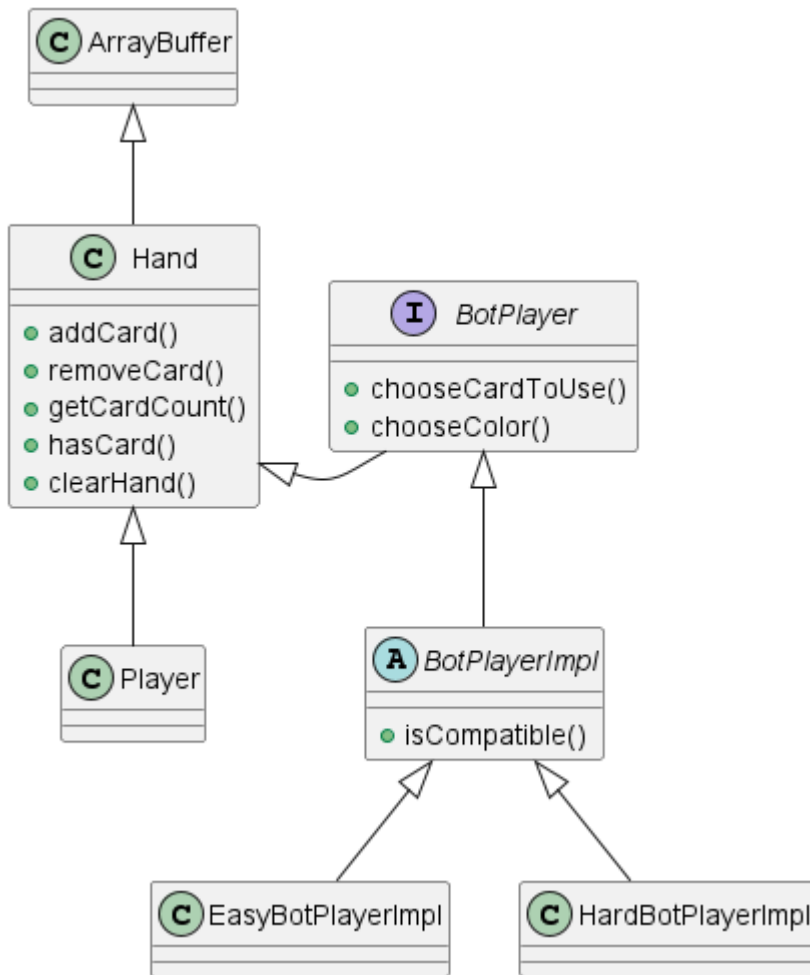 C ArrayBuffer
C Hand
addCard()
removeCard()
getCardCount()
hasCard()
clearHand()
I BotPlayer
chooseCardToUse()
chooseColor()
C Player
A BotPlayerImpl
isCompatible()
C EasyBotPlayerImpl
C HardBotPlayerImpl